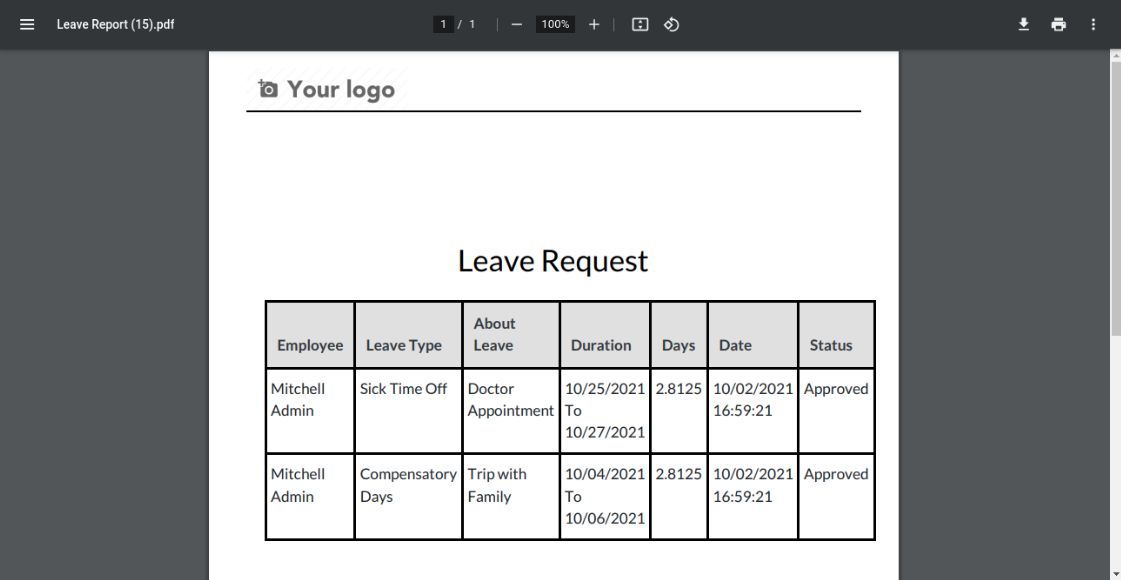 Leave Report (15).pdf
1 / 1
100%
Your logo
Leave Request
Employee Leave Type About Leave Duration Days Date Status
Mitchell Admin Sick Time Off Doctor Appointment 10/25/2021 To 10/27/2021 2.8125 10/02/2021 16:59:21 Approved
Mitchell Admin Compensatory Days Trip with Family 10/04/2021 To 10/06/2021 2.8125 10/02/2021 16:59:21 Approved